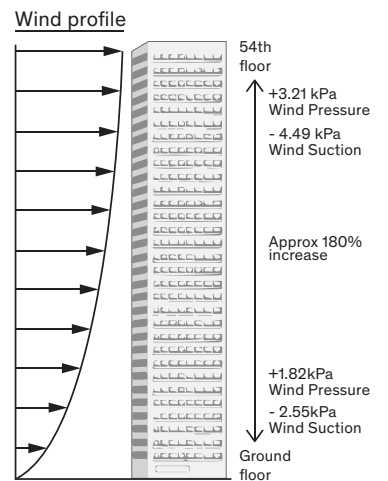 Wind profile
54th
floor
+3.21 kPa
Wind Pressure
- 4.49 kPa
Wind Suction
Approx 180%
increase
+1.82kPa
Wind Pressure
- 2.55kPa
Wind Suction
Ground
floor